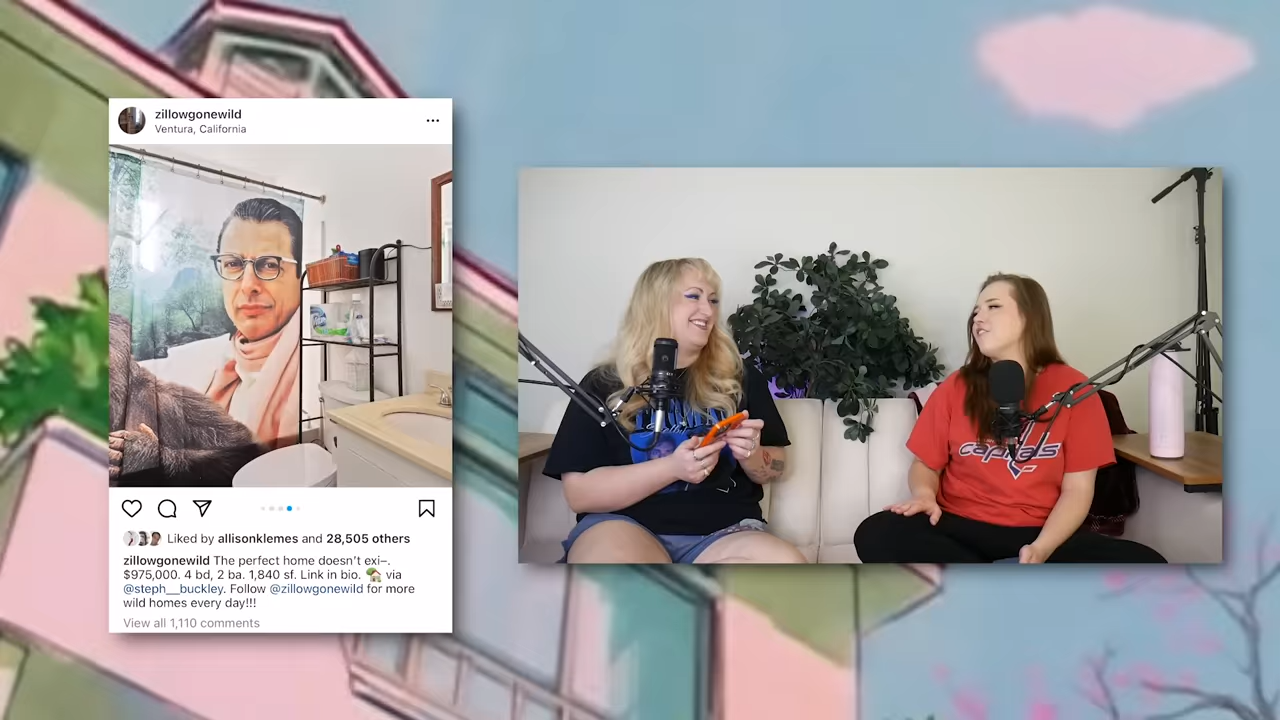 zillowgonewild
Ventura, California
Liked by allisonklemes and 28,505 others
zillowgonewild The perfect home doesn't exi–.
$975,000. 4 bd, 2 ba. 1,840 sf. Link in bio. 🏡 via
@steph__buckley. Follow @zillowgonewild for more
wild homes every day!!!
View all 1,110 comments
capitals